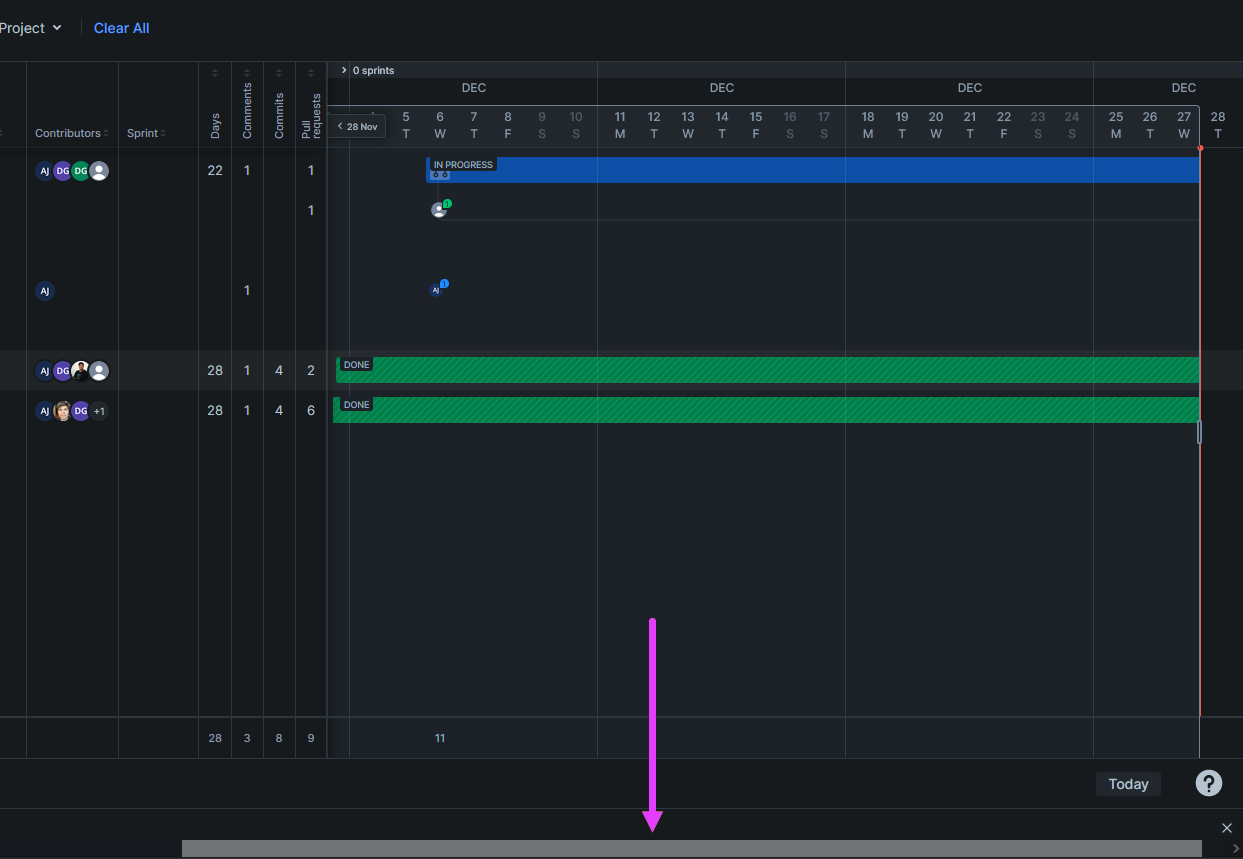 Project Clear All
0 sprints
DEC DEC DEC DEC
Contributors Sprint Days Comments Commits Pull requests
28 Nov
5 6 7 8 9 10 11 12 13 14 15 16 17 18 19 20 21 22 23 24 25 26 27 28
T W T F S S M T W T F S S M T W T F S S M T W T
AJ DG DG 22 1 1 IN PROGRESS
1 1
AJ 1 AJ 1
AJ DG 28 1 4 2 DONE
AJ DG +1 28 1 4 6 DONE
28 3 8 9 11
Today ?